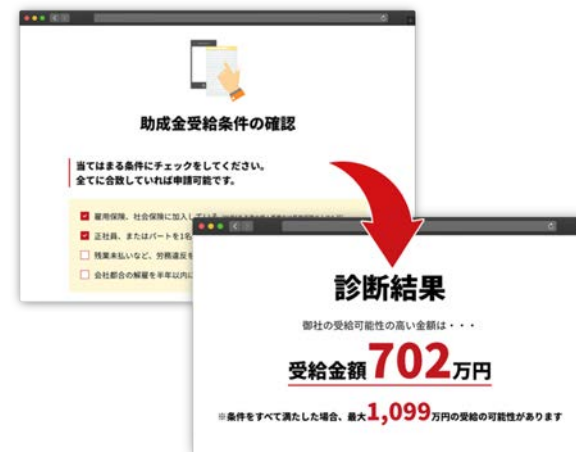 助成金受給条件の確認
当てはまる条件にチェックをしてください。
全てに合致していれば申請可能です。
雇用保険、社会保険に加入している
正社員、またはパートを1名
残業未払いなど、労務違反を
会社都合の解雇を半年以内に
診断結果
御社の受給可能性の高い金額は・・・
受給金額702万円
※条件をすべて満たした場合、最大1,099万円の受給の可能性があります